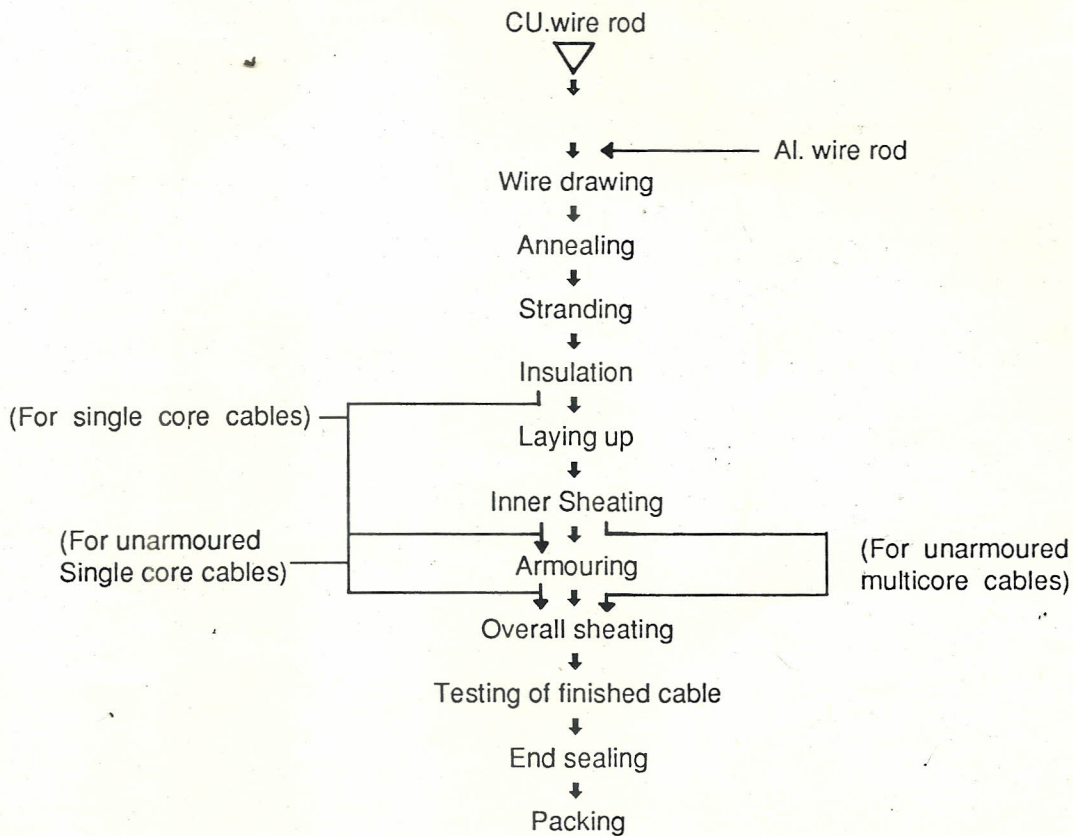 CU.wire rod
Al. wire rod
Wire drawing
Annealing
Stranding
Insulation
(For single core cables)
Laying up
Inner Sheating
(For unarmoured
Single core cables)
Armouring
(For unarmoured
multicore cables)
Overall sheating
Testing of finished cable
End sealing
Packing